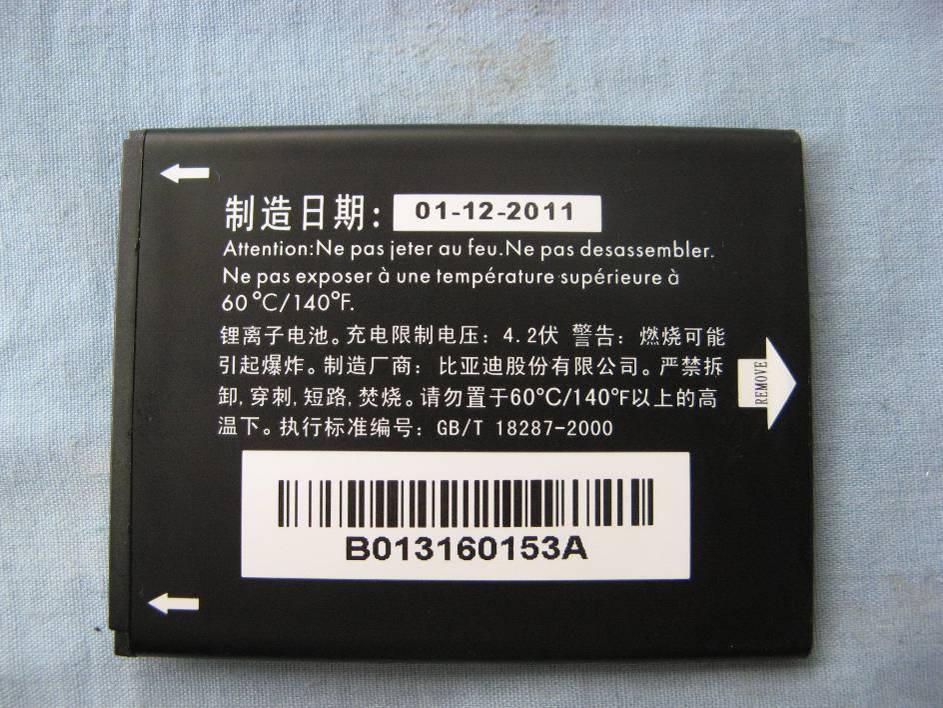 制造日期: 01-12-2011
Attention:Ne pas jeter au feu.Ne pas desassembler.
Ne pas exposer à une température supérieure à
60℃/140℉.
锂离子电池。充电限制电压: 4.2伏 警告: 燃烧可能
引起爆炸。制造厂商: 比亚迪股份有限公司。严禁拆
卸,穿刺,短路,焚烧。请勿置于60℃/140℉以上的高
温下。执行标准编号: GB/T 18287-2000
REMOVE
B013160153A